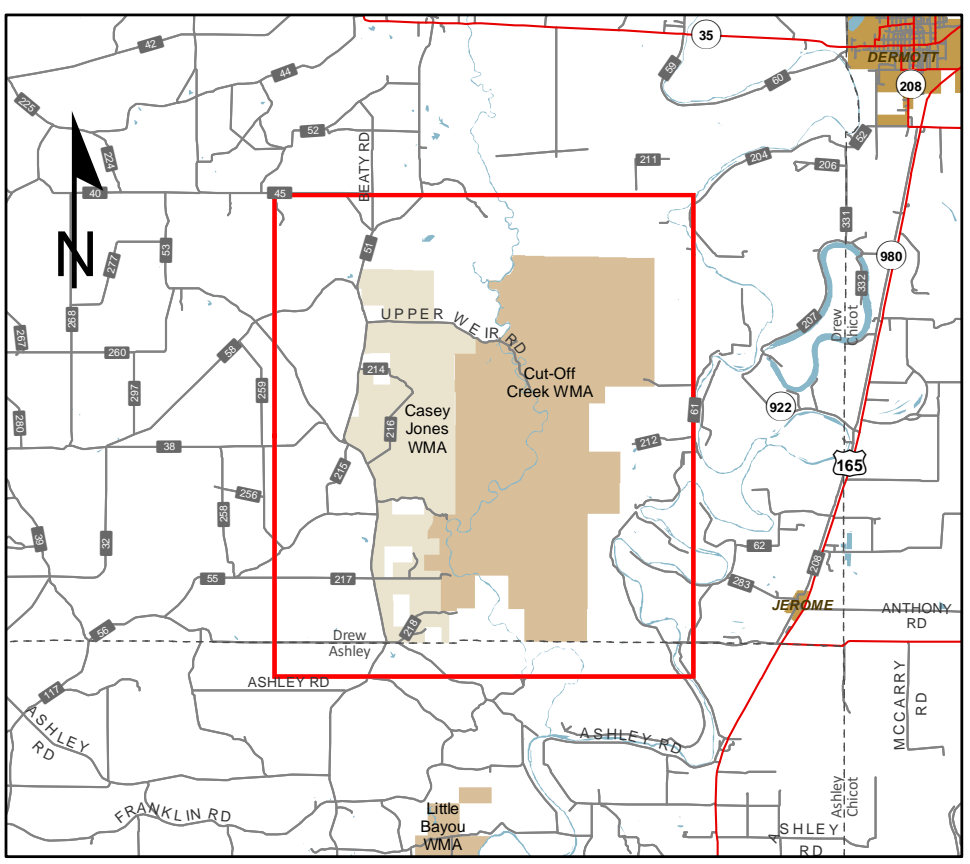 35
42
DERMOTT
44
59
60
208
225
52
BEATY RD
52
224
211
204
206
40
45
331
53
51
980
277
332
268
207
Drew
Chicot
UPPER WEIR RD
267
260
58
214
Cut-Off
Creek WMA
297
259
61
922
280
Casey
Jones
WMA
216
38
212
215
165
256
258
39
32
62
208
55
217
283
JEROME
ANTHONY
RD
56
218
Drew
Ashley
117
ASHLEY RD
MCCARRY
RD
ASHLEY
RD
ASHLEY RD
Ashley
Chicot
FRANKLIN RD
Little
Bayou
WMA
ASHLEY
RD
N